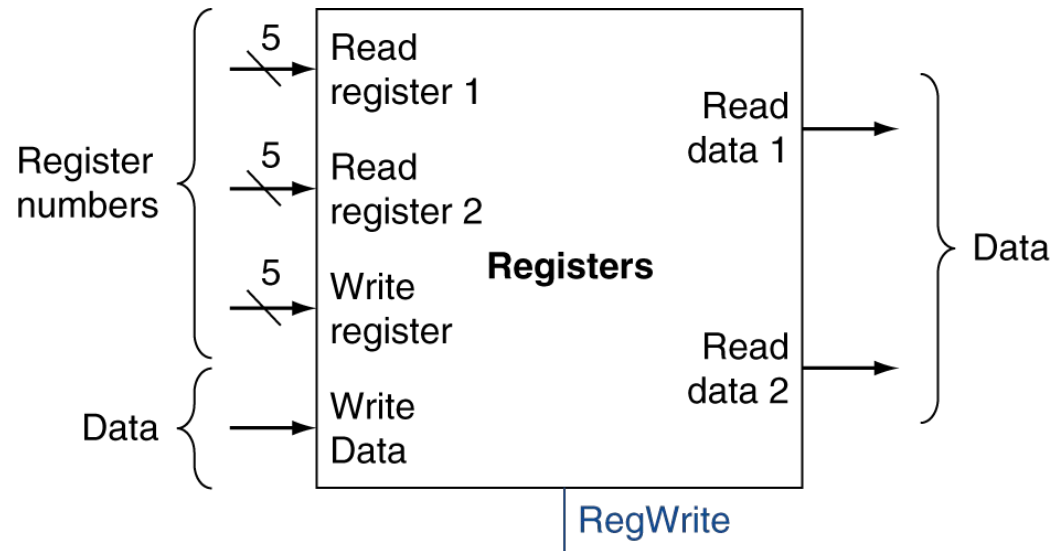 5
Read
register 1
5
Read
register 2
5
Write
register
Write
Data
Register
numbers
Data
Registers
Read
data 1
Read
data 2
Data
RegWrite